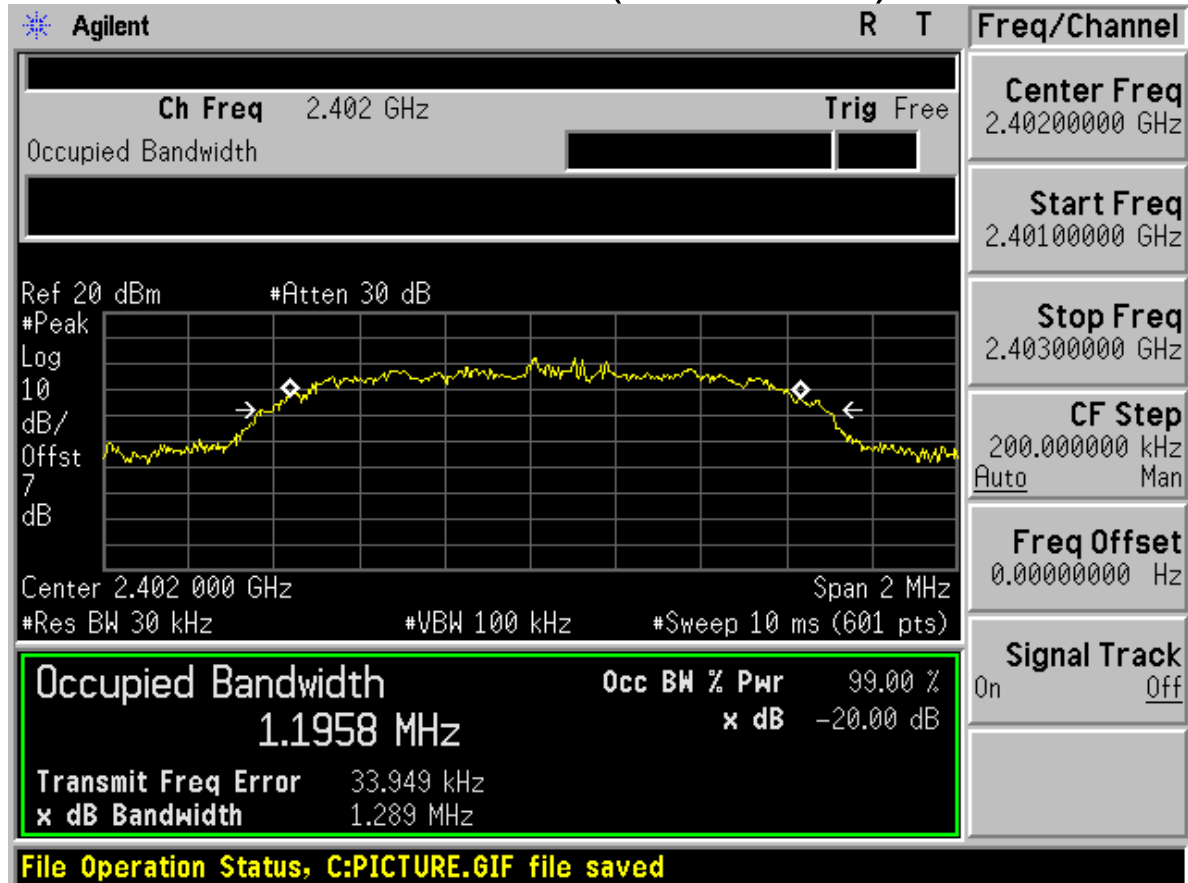 Agilent R T
Freq/Channel
Ch Freq 2.402 GHz Trig Free
Occupied Bandwidth
Center Freq
2.40200000 GHz
Start Freq
2.40100000 GHz
Stop Freq
2.40300000 GHz
CF Step
200.000000 kHz
Auto Man
Freq Offset
0.00000000 Hz
Signal Track
On Off
Ref 20 dBm #Atten 30 dB
#Peak
Log
10
dB/
Offst
7
dB
Center 2.402 000 GHz Span 2 MHz
#Res BW 30 kHz #VBW 100 kHz #Sweep 10 ms (601 pts)
Occupied Bandwidth
1.1958 MHz
Occ BW % Pwr 99.00 %
x dB -20.00 dB
Transmit Freq Error 33.949 kHz
x dB Bandwidth 1.289 MHz
File Operation Status, C:PICTURE.GIF file saved